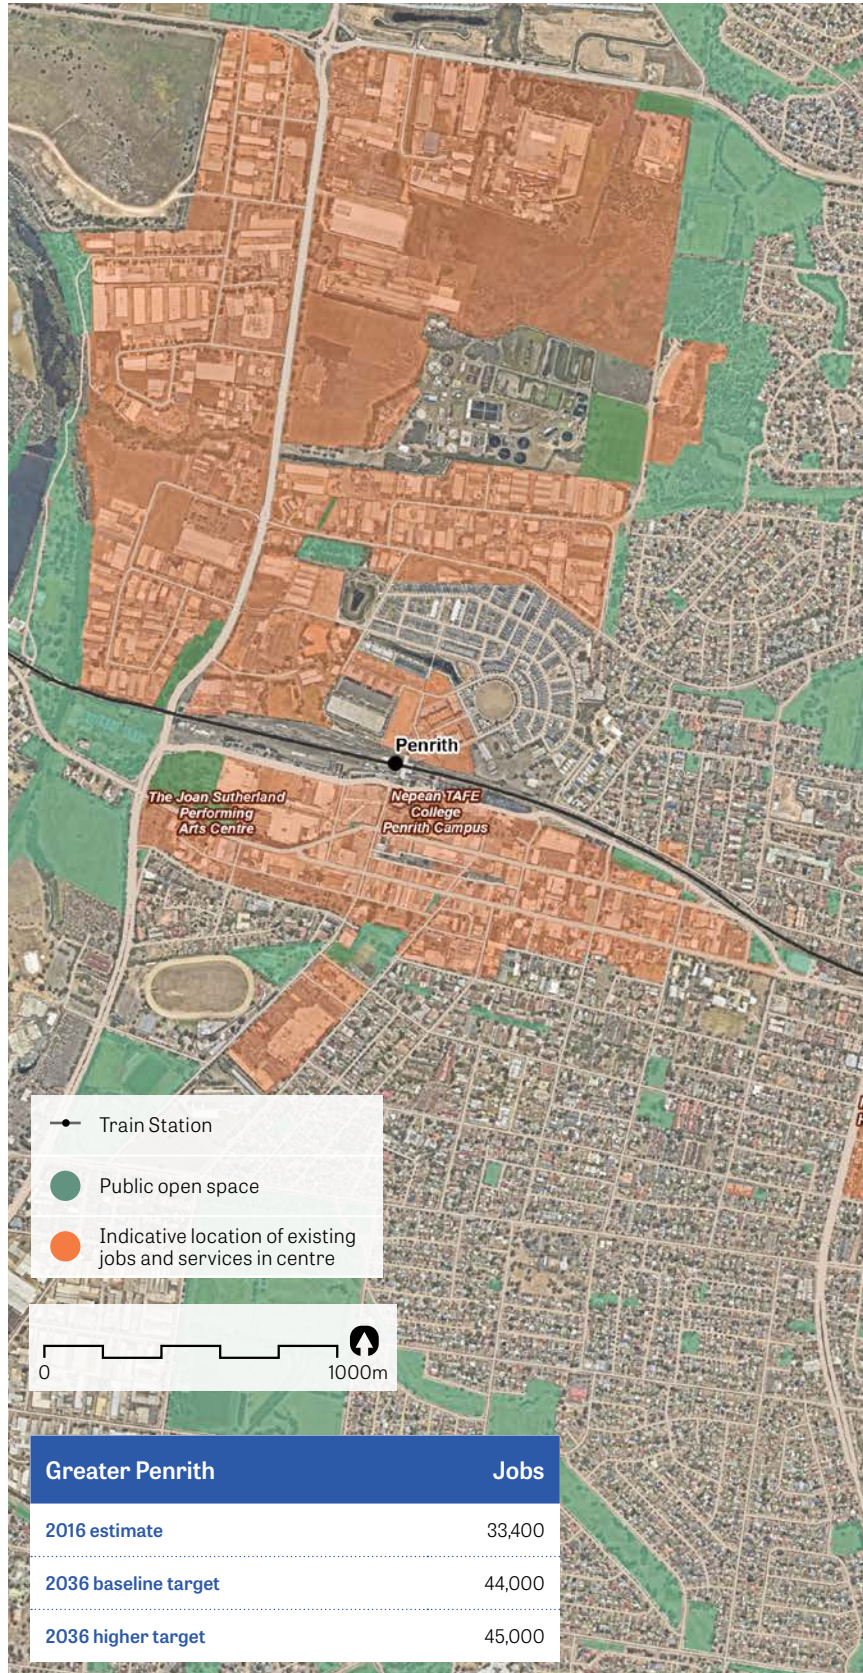 Penrith
The Joan Sutherland
Performing
Arts Centre
Nepean TAFE
College
Penrith Campus
Train Station
Public open space
Indicative location of existing
jobs and services in centre
0 1000m
Greater Penrith Jobs
2016 estimate 33,400
2036 baseline target 44,000
2036 higher target 45,000